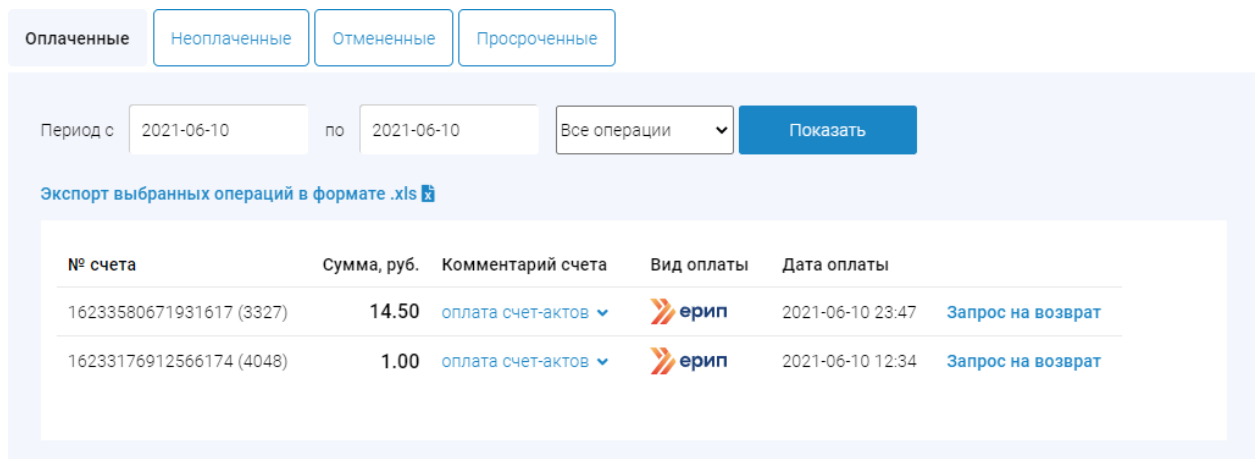 Оплаченные Неоплаченные Отмененные Просроченные
Период с 2021-06-10 по 2021-06-10 Все операции Показать
Экспорт выбранных операций в формате .xls
№ счета Сумма, руб. Комментарий счета Вид оплаты Дата оплаты
16233580671931617 (3327) 14.50 оплата счет-актов ерип 2021-06-10 23:47 Запрос на возврат
16233176912566174 (4048) 1.00 оплата счет-актов ерип 2021-06-10 12:34 Запрос на возврат